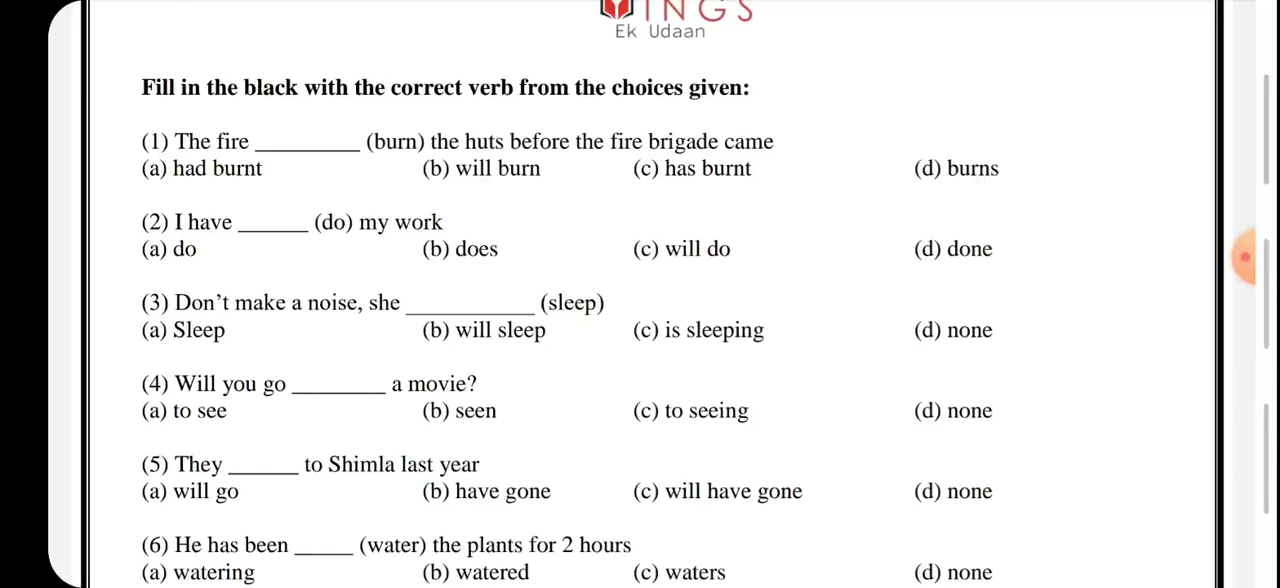 INGS
Ek Udaan
Fill in the black with the correct verb from the choices given:
(1) The fire __________ (burn) the huts before the fire brigade came
(a) had burnt (b) will burn (c) has burnt (d) burns
(2) I have _______ (do) my work
(a) do (b) does (c) will do (d) done
(3) Don’t make a noise, she ____________ (sleep)
(a) Sleep (b) will sleep (c) is sleeping (d) none
(4) Will you go _________ a movie?
(a) to see (b) seen (c) to seeing (d) none
(5) They _______ to Shimla last year
(a) will go (b) have gone (c) will have gone (d) none
(6) He has been ______ (water) the plants for 2 hours
(a) watering (b) watered (c) waters (d) none